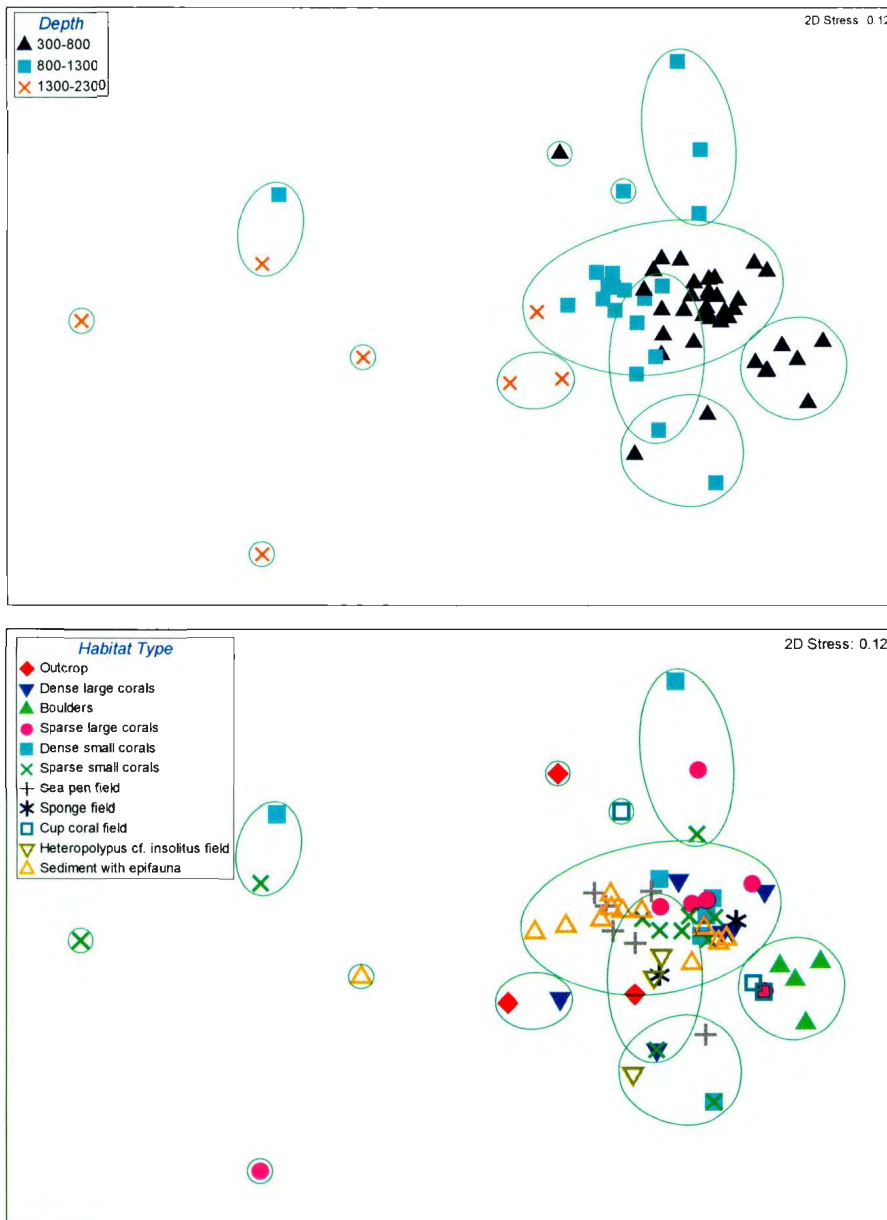 Depth
300-800
800-1300
1300-2300
2D Stress 0.12
Habitat Type
Outcrop
Dense large corals
Boulders
Sparse large corals
Dense small corals
Sparse small corals
Sea pen field
Sponge field
Cup coral field
Heteropolypus cf. insolitus field
Sediment with epifauna
2D Stress: 0.12